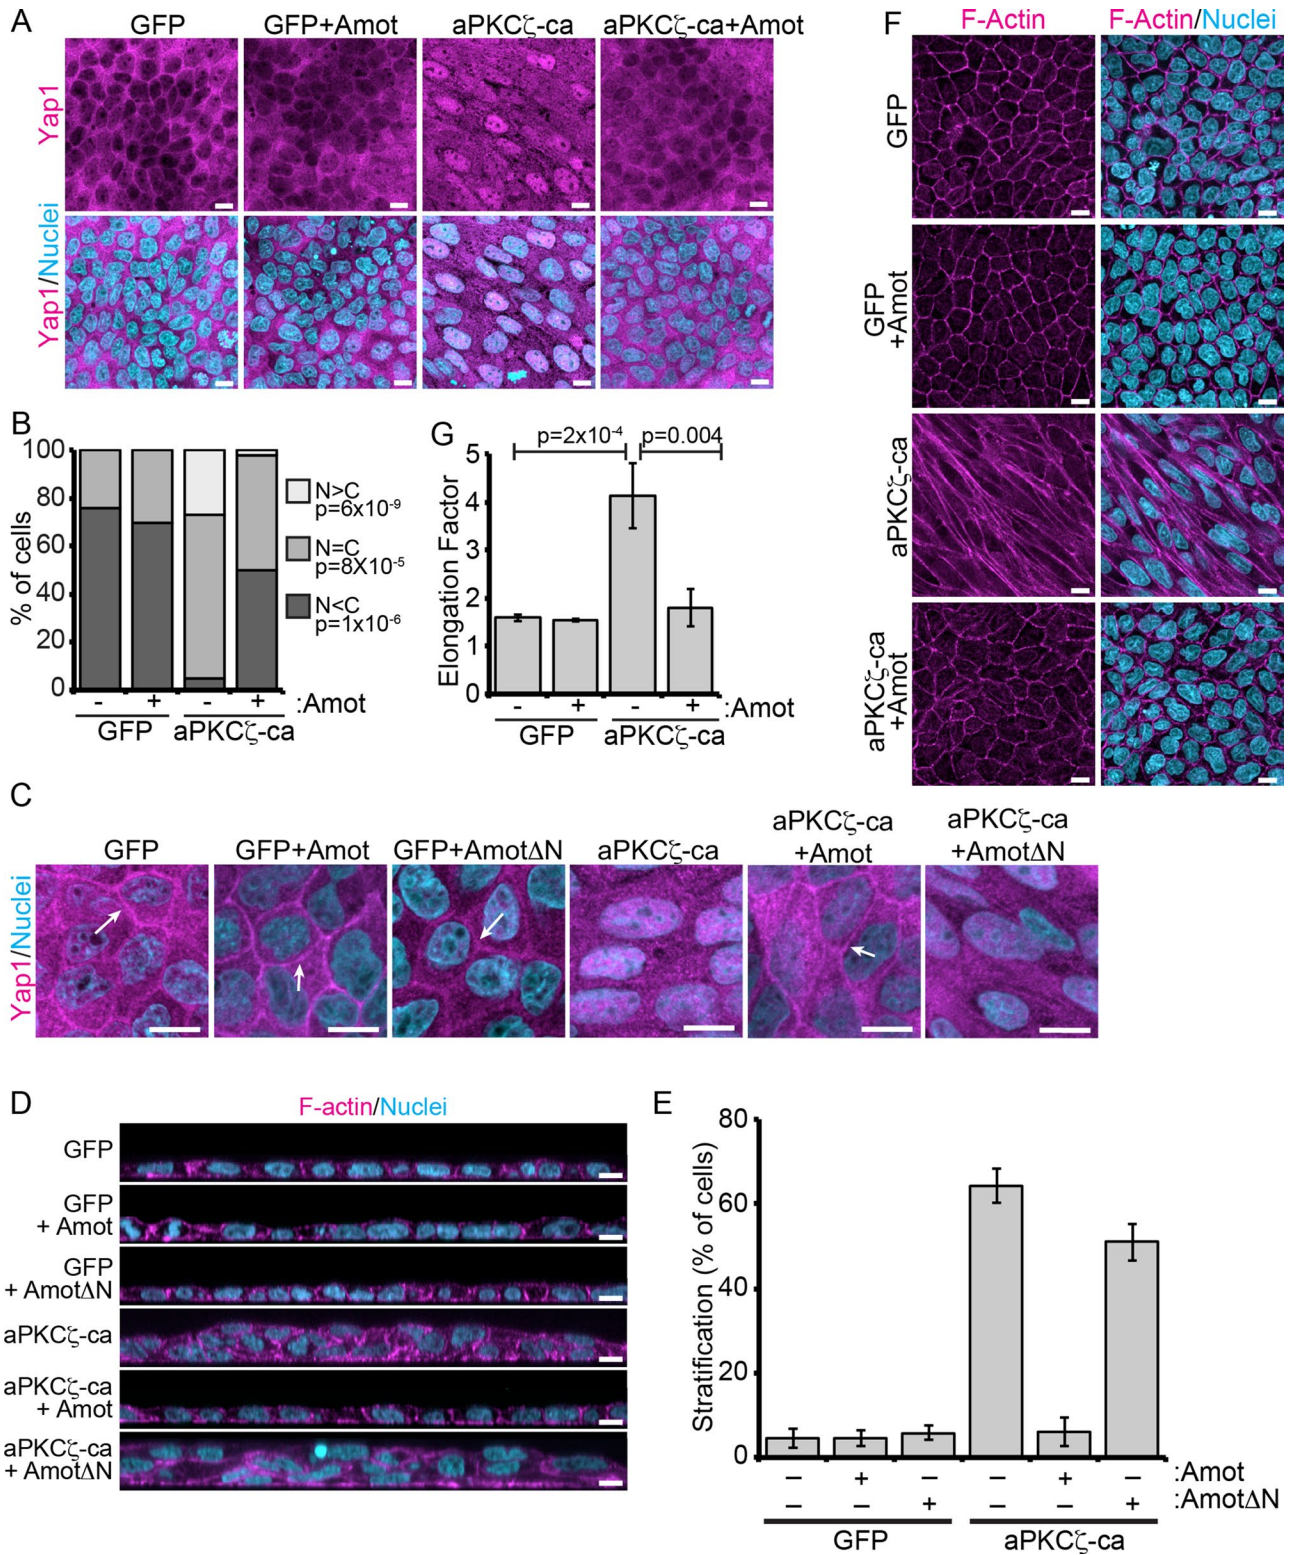 A
GFP
GFP+Amot
aPKCζ-ca
aPKCζ-ca+Amot
Yap1
Yap1/Nuclei
B
% of cells
100
80
60
40
20
0
- + - + :Amot
GFP aPKCζ-ca
N>C
p=6x10⁻⁹
N=C
p=8X10⁻⁵
N<C
p=1x10⁻⁶
G
p=2x10⁻⁴ p=0.004
Elongation Factor
5
4
3
2
1
0
- + - + :Amot
GFP aPKCζ-ca
F
F-Actin F-Actin/Nuclei
GFP
GFP
+Amot
aPKCζ-ca
aPKCζ-ca
+Amot
C
Yap1/Nuclei
GFP
GFP+Amot
GFP+AmotΔN
aPKCζ-ca
aPKCζ-ca
+Amot
aPKCζ-ca
+AmotΔN
D
F-actin/Nuclei
GFP
GFP
+ Amot
GFP
+ AmotΔN
aPKCζ-ca
aPKCζ-ca
+ Amot
aPKCζ-ca
+ AmotΔN
E
Stratification (% of cells)
80
60
40
20
0
– + – – + – :Amot
– – + – – + :AmotΔN
GFP aPKCζ-ca